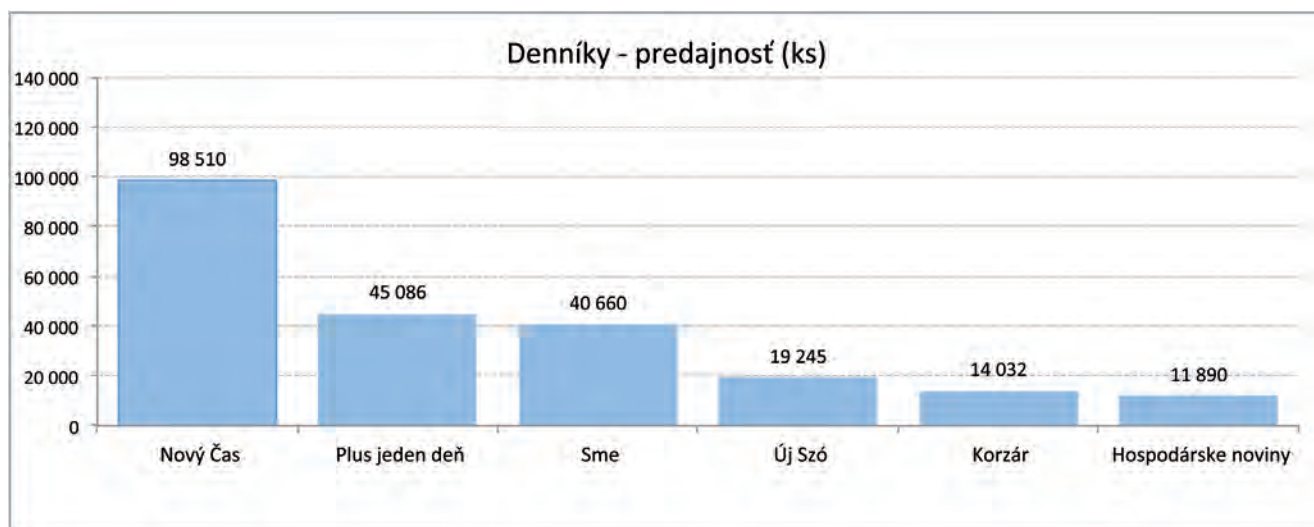 Denníky - predajnosť (ks)
140 000
120 000
98 510
100 000
80 000
60 000
45 086
40 660
40 000
19 245
14 032
11 890
20 000
0
Nový Čas
Plus jeden deň
Sme
Új Szó
Korzár
Hospodárske noviny